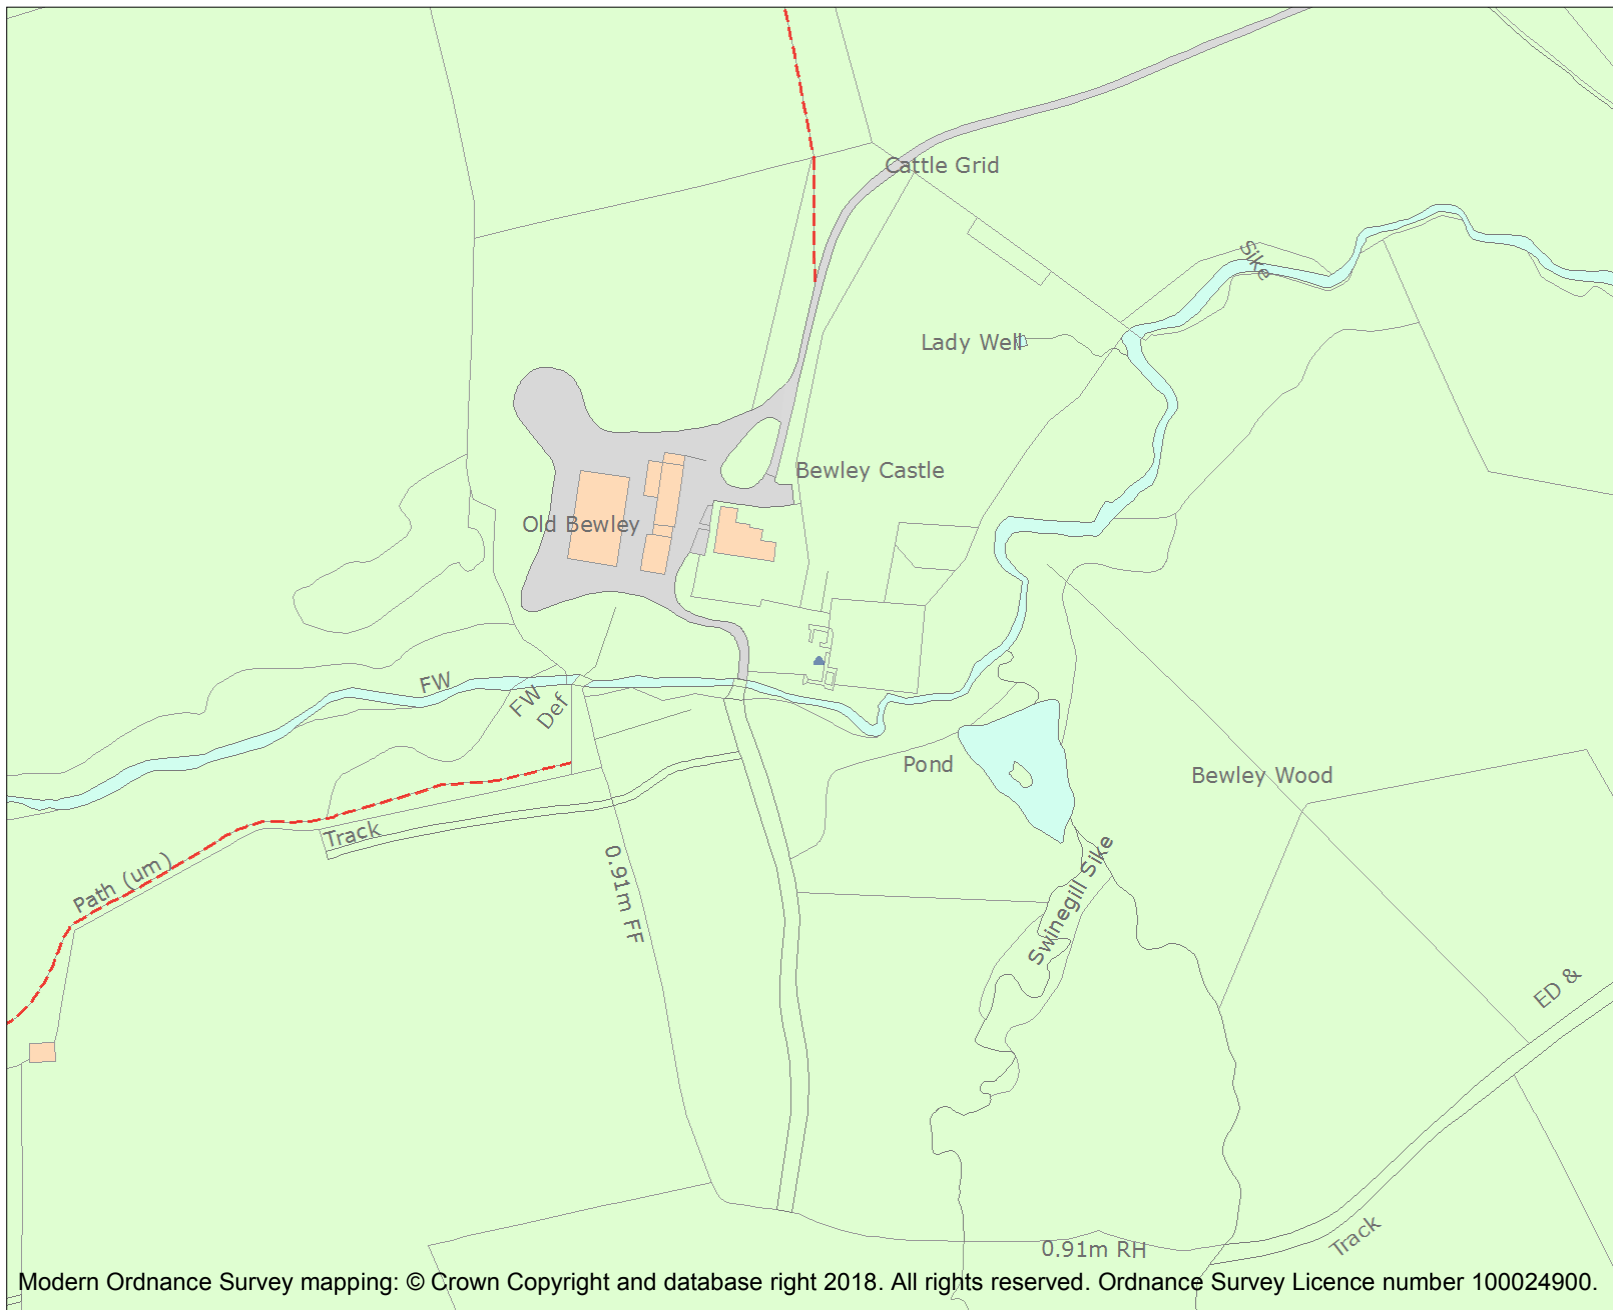 Cattle Grid
Sike
Lady Well
Bewley Castle
Old Bewley
FW
FW
Def
Pond
Bewley Wood
Track
Path (um)
0.91m FF
Swinegill Sike
ED &
Track
0.91m RH
Modern Ordnance Survey mapping: © Crown Copyright and database right 2018. All rights reserved. Ordnance Survey Licence number 100024900.